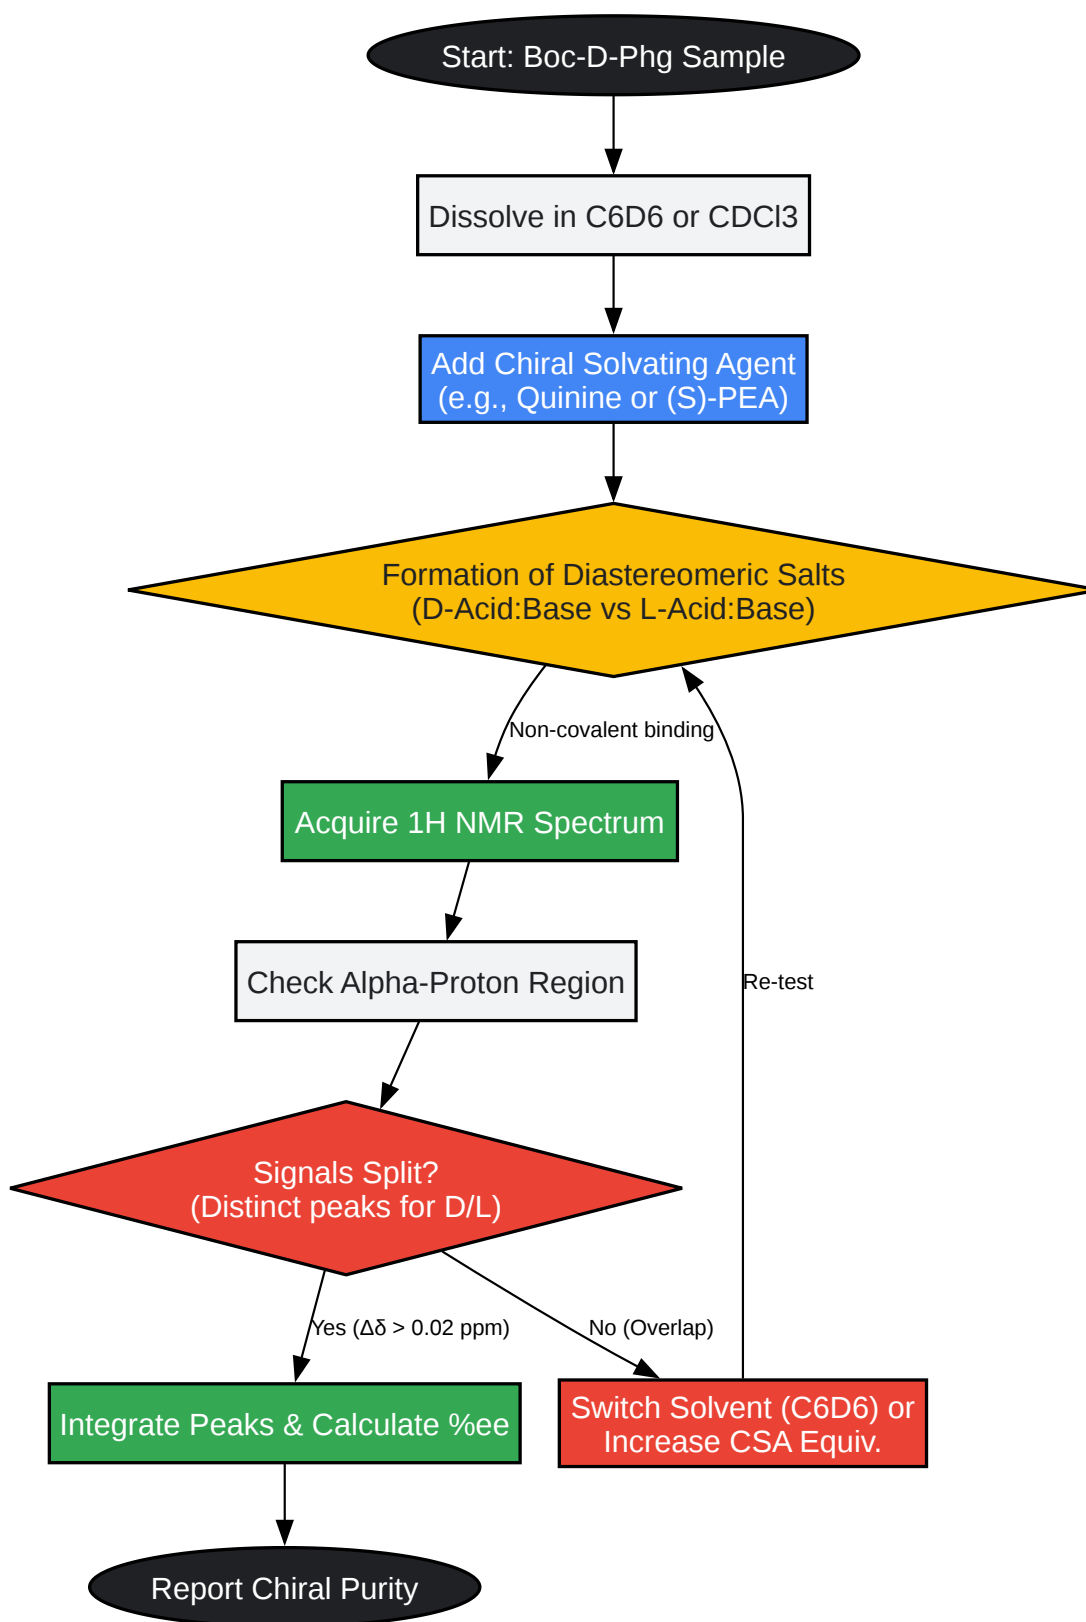 Start: Boc-D-Phg Sample
Dissolve in C6D6 or CDCl3
Add Chiral Solvating Agent
(e.g., Quinine or (S)-PEA)
Formation of Diastereomeric Salts
(D-Acid:Base vs L-Acid:Base)
Non-covalent binding
Acquire 1H NMR Spectrum
Check Alpha-Proton Region
Re-test
Signals Split?
(Distinct peaks for D/L)
Yes (Δδ > 0.02 ppm)
No (Overlap)
Integrate Peaks & Calculate %ee
Switch Solvent (C6D6) or
Increase CSA Equiv.
Report Chiral Purity